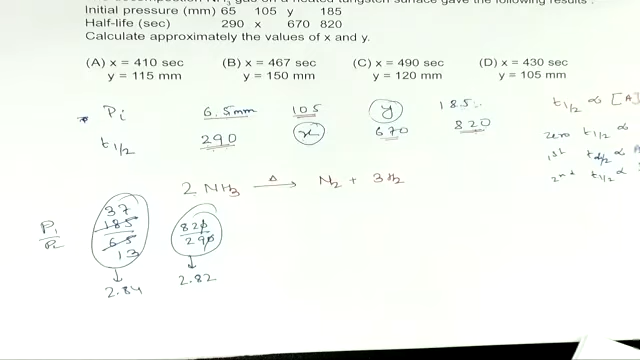 The decomposition NH3 gas on a heated tungsten surface gave the following results :
Initial pressure (mm) 65 105 y 185
Half-life (sec) 290 x 670 820
Calculate approximately the values of x and y.
(A) x = 410 sec (B) x = 467 sec (C) x = 490 sec (D) x = 430 sec
y = 115 mm y = 150 mm y = 120 mm y = 105 mm
Pi 6.5mm 105 y 185
t1/2 290 x 670 820
t1/2 ∝ [A]
zero t1/2 ∝
1st t1/2 ∝
2nd t1/2 ∝
2 NH3 →Δ N2 + 3H2
P1/P2 185/65 820/290
37
13
2.84 2.82